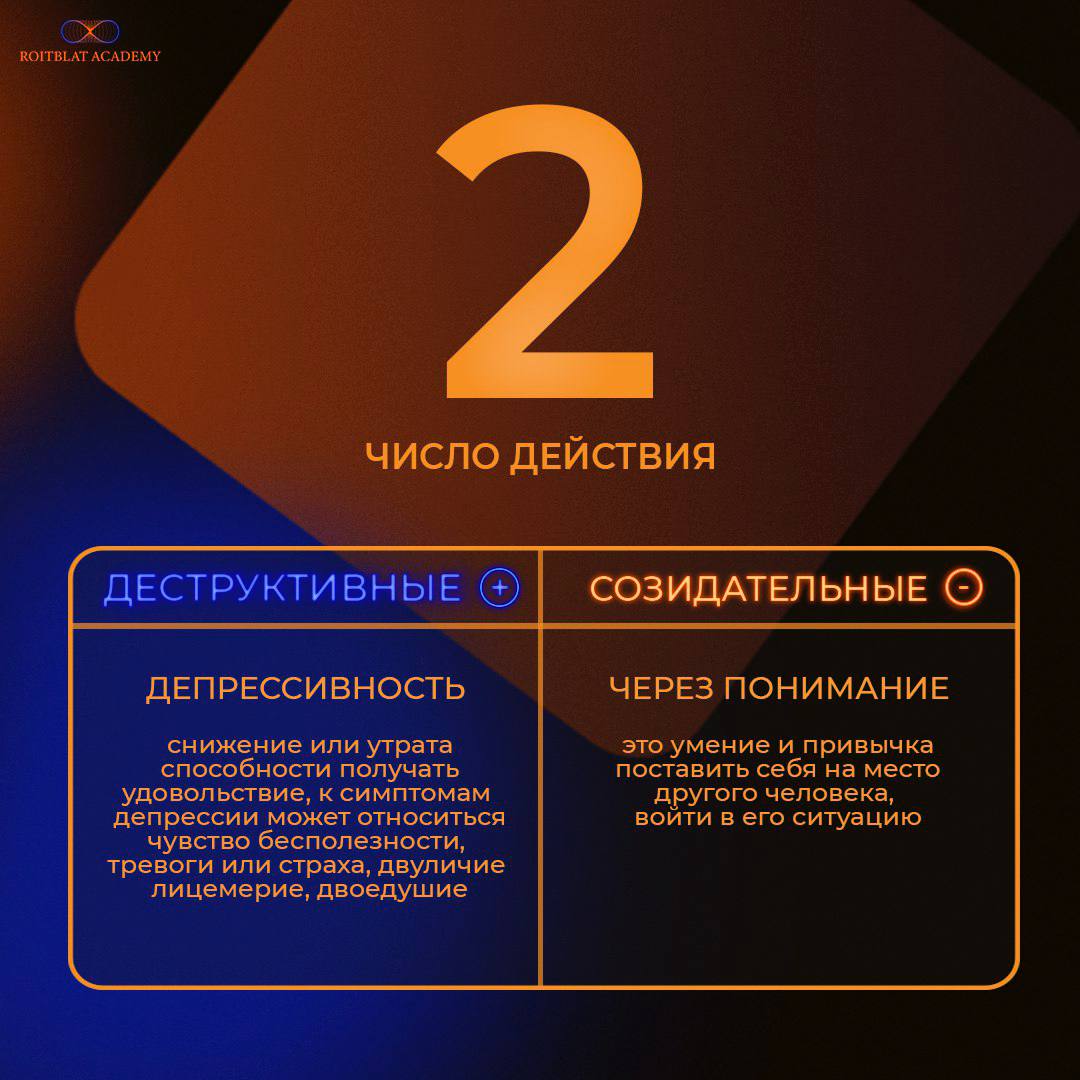 ROITBLAT ACADEMY
2
ЧИСЛО ДЕЙСТВИЯ
ДЕСТРУКТИВНЫЕ +
СОЗИДАТЕЛЬНЫЕ -
ДЕПРЕССИВНОСТЬ
снижение или утрата
способности получать
удовольствие, к симптомам
депрессии может относиться
чувство бесполезности,
тревоги или страха, двуличие
лицемерие, двоедушие
ЧЕРЕЗ ПОНИМАНИЕ
это умение и привычка
поставить себя на место
другого человека,
войти в его ситуацию